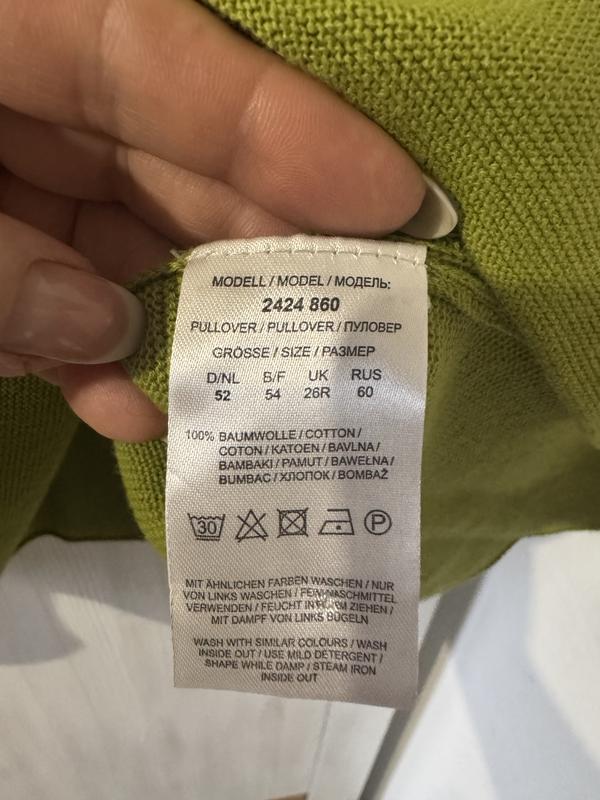 MODELL / MODEL / МОДЕЛЬ:
2424 860
PULLOVER / PULLOVER / ПУЛОВЕР
GRÖSSE / SIZE / РАЗМЕР
D/NL B/F UK RUS
52 54 26R 60
100% BAUMWOLLE / COTTON /
COTON / KATOEN / BAVLNA /
BAMBAKI / PAMUT / BAWEŁNA /
BUMBAC / ХЛОПОК / BOMBAŽ
30 P
MIT ÄHNLICHEN FARBEN WASCHEN / NUR
VON LINKS WASCHEN / FEINWASCHMITTEL
VERWENDEN / FEUCHT IN FORM ZIEHEN /
MIT DAMPF VON LINKS BÜGELN
WASH WITH SIMILAR COLOURS / WASH
INSIDE OUT / USE MILD DETERGENT /
SHAPE WHILE DAMP / STEAM IRON
INSIDE OUT